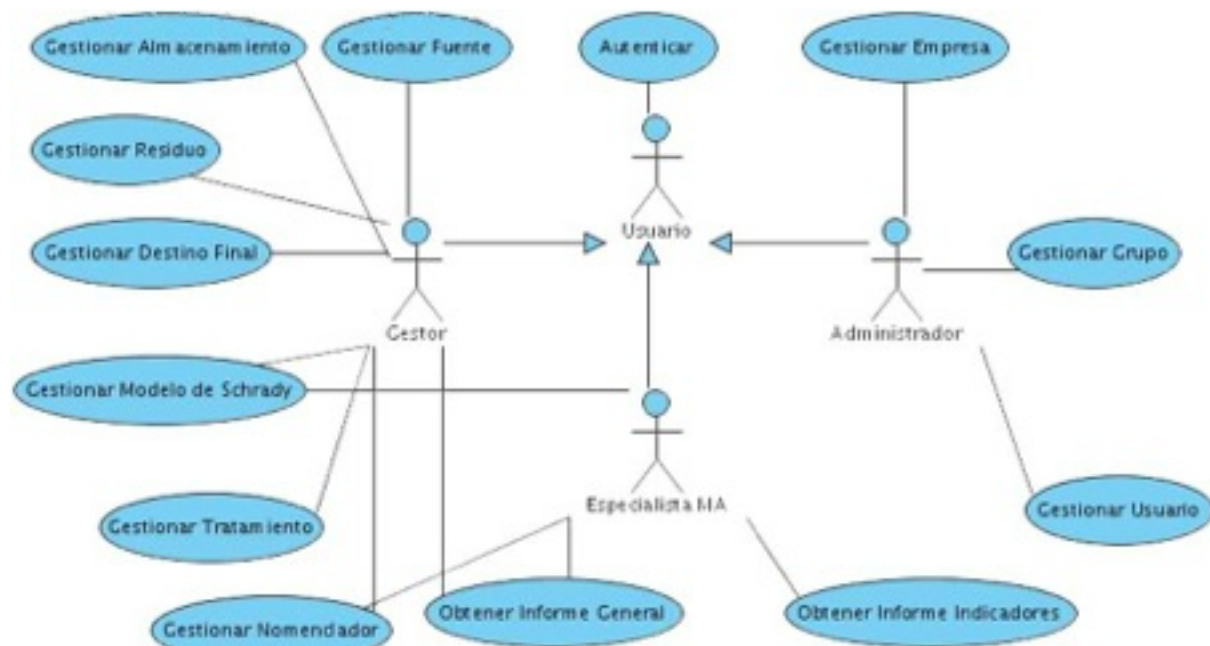 Gestionar Almacenamiento
Gestionar Fuente
Autenticar
Gestionar Empresa
Gestionar Residuo
Usuario
Gestionar Destino Final
Gestionar Grupo
Gestor
Administrador
Gestionar Modelo de Schrady
Especialista MA
Gestionar Usuario
Gestionar Tratamiento
Obtener Informe General
Obtener Informe Indicadores
Gestionar Nomenclador